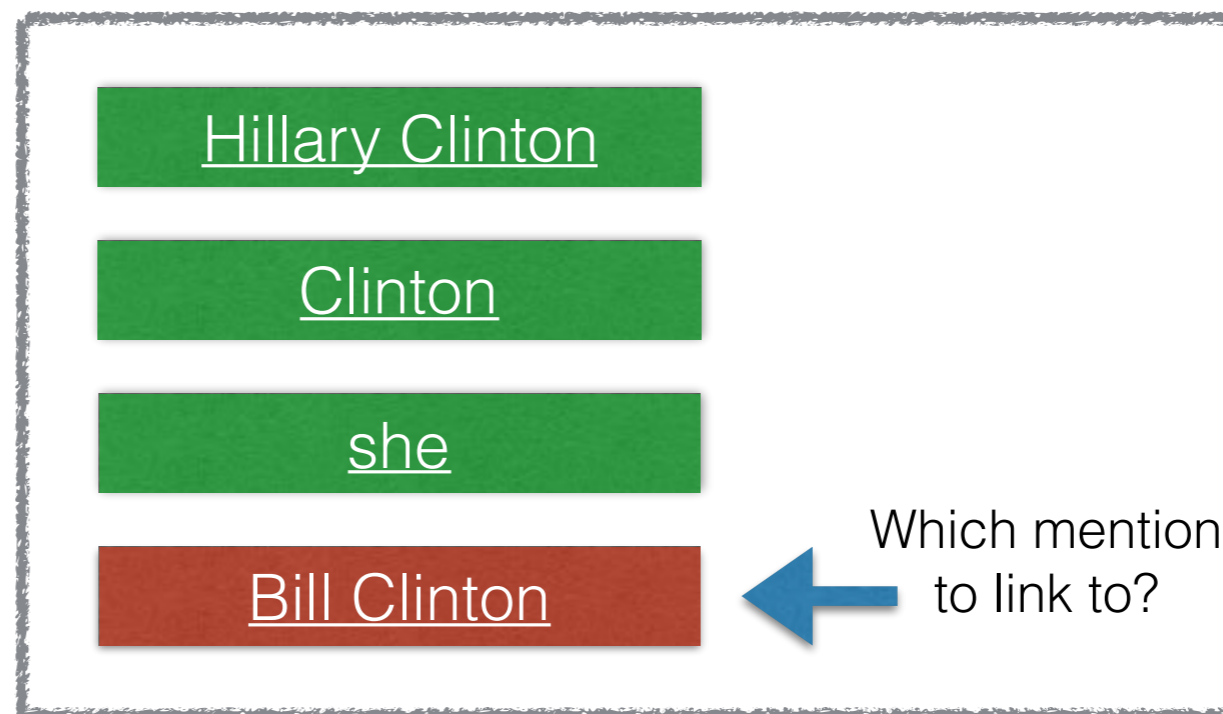 Hillary Clinton
Clinton
she
Bill Clinton
Which mention
to link to?